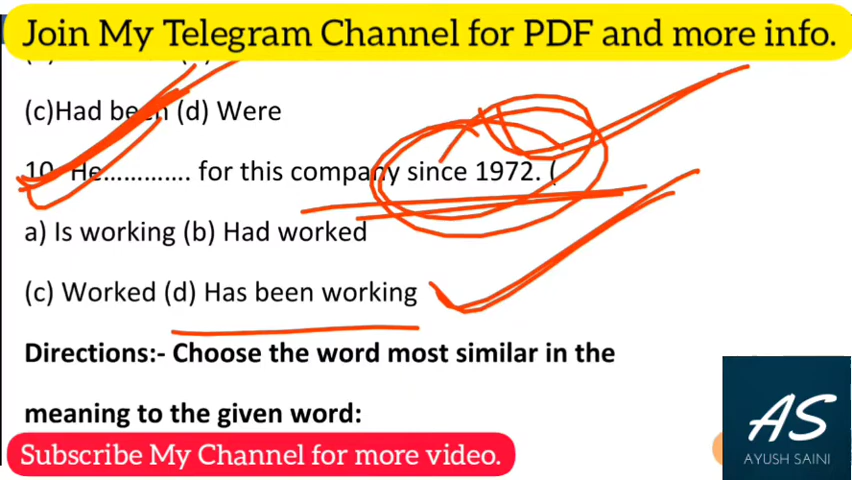 Join My Telegram Channel for PDF and more info.
(c)Had been (d) Were
10. He…………. for this company since 1972. (
a) Is working (b) Had worked
(c) Worked (d) Has been working
Directions:- Choose the word most similar in the
meaning to the given word:
Subscribe My Channel for more video.
AS
AYUSH SAINI